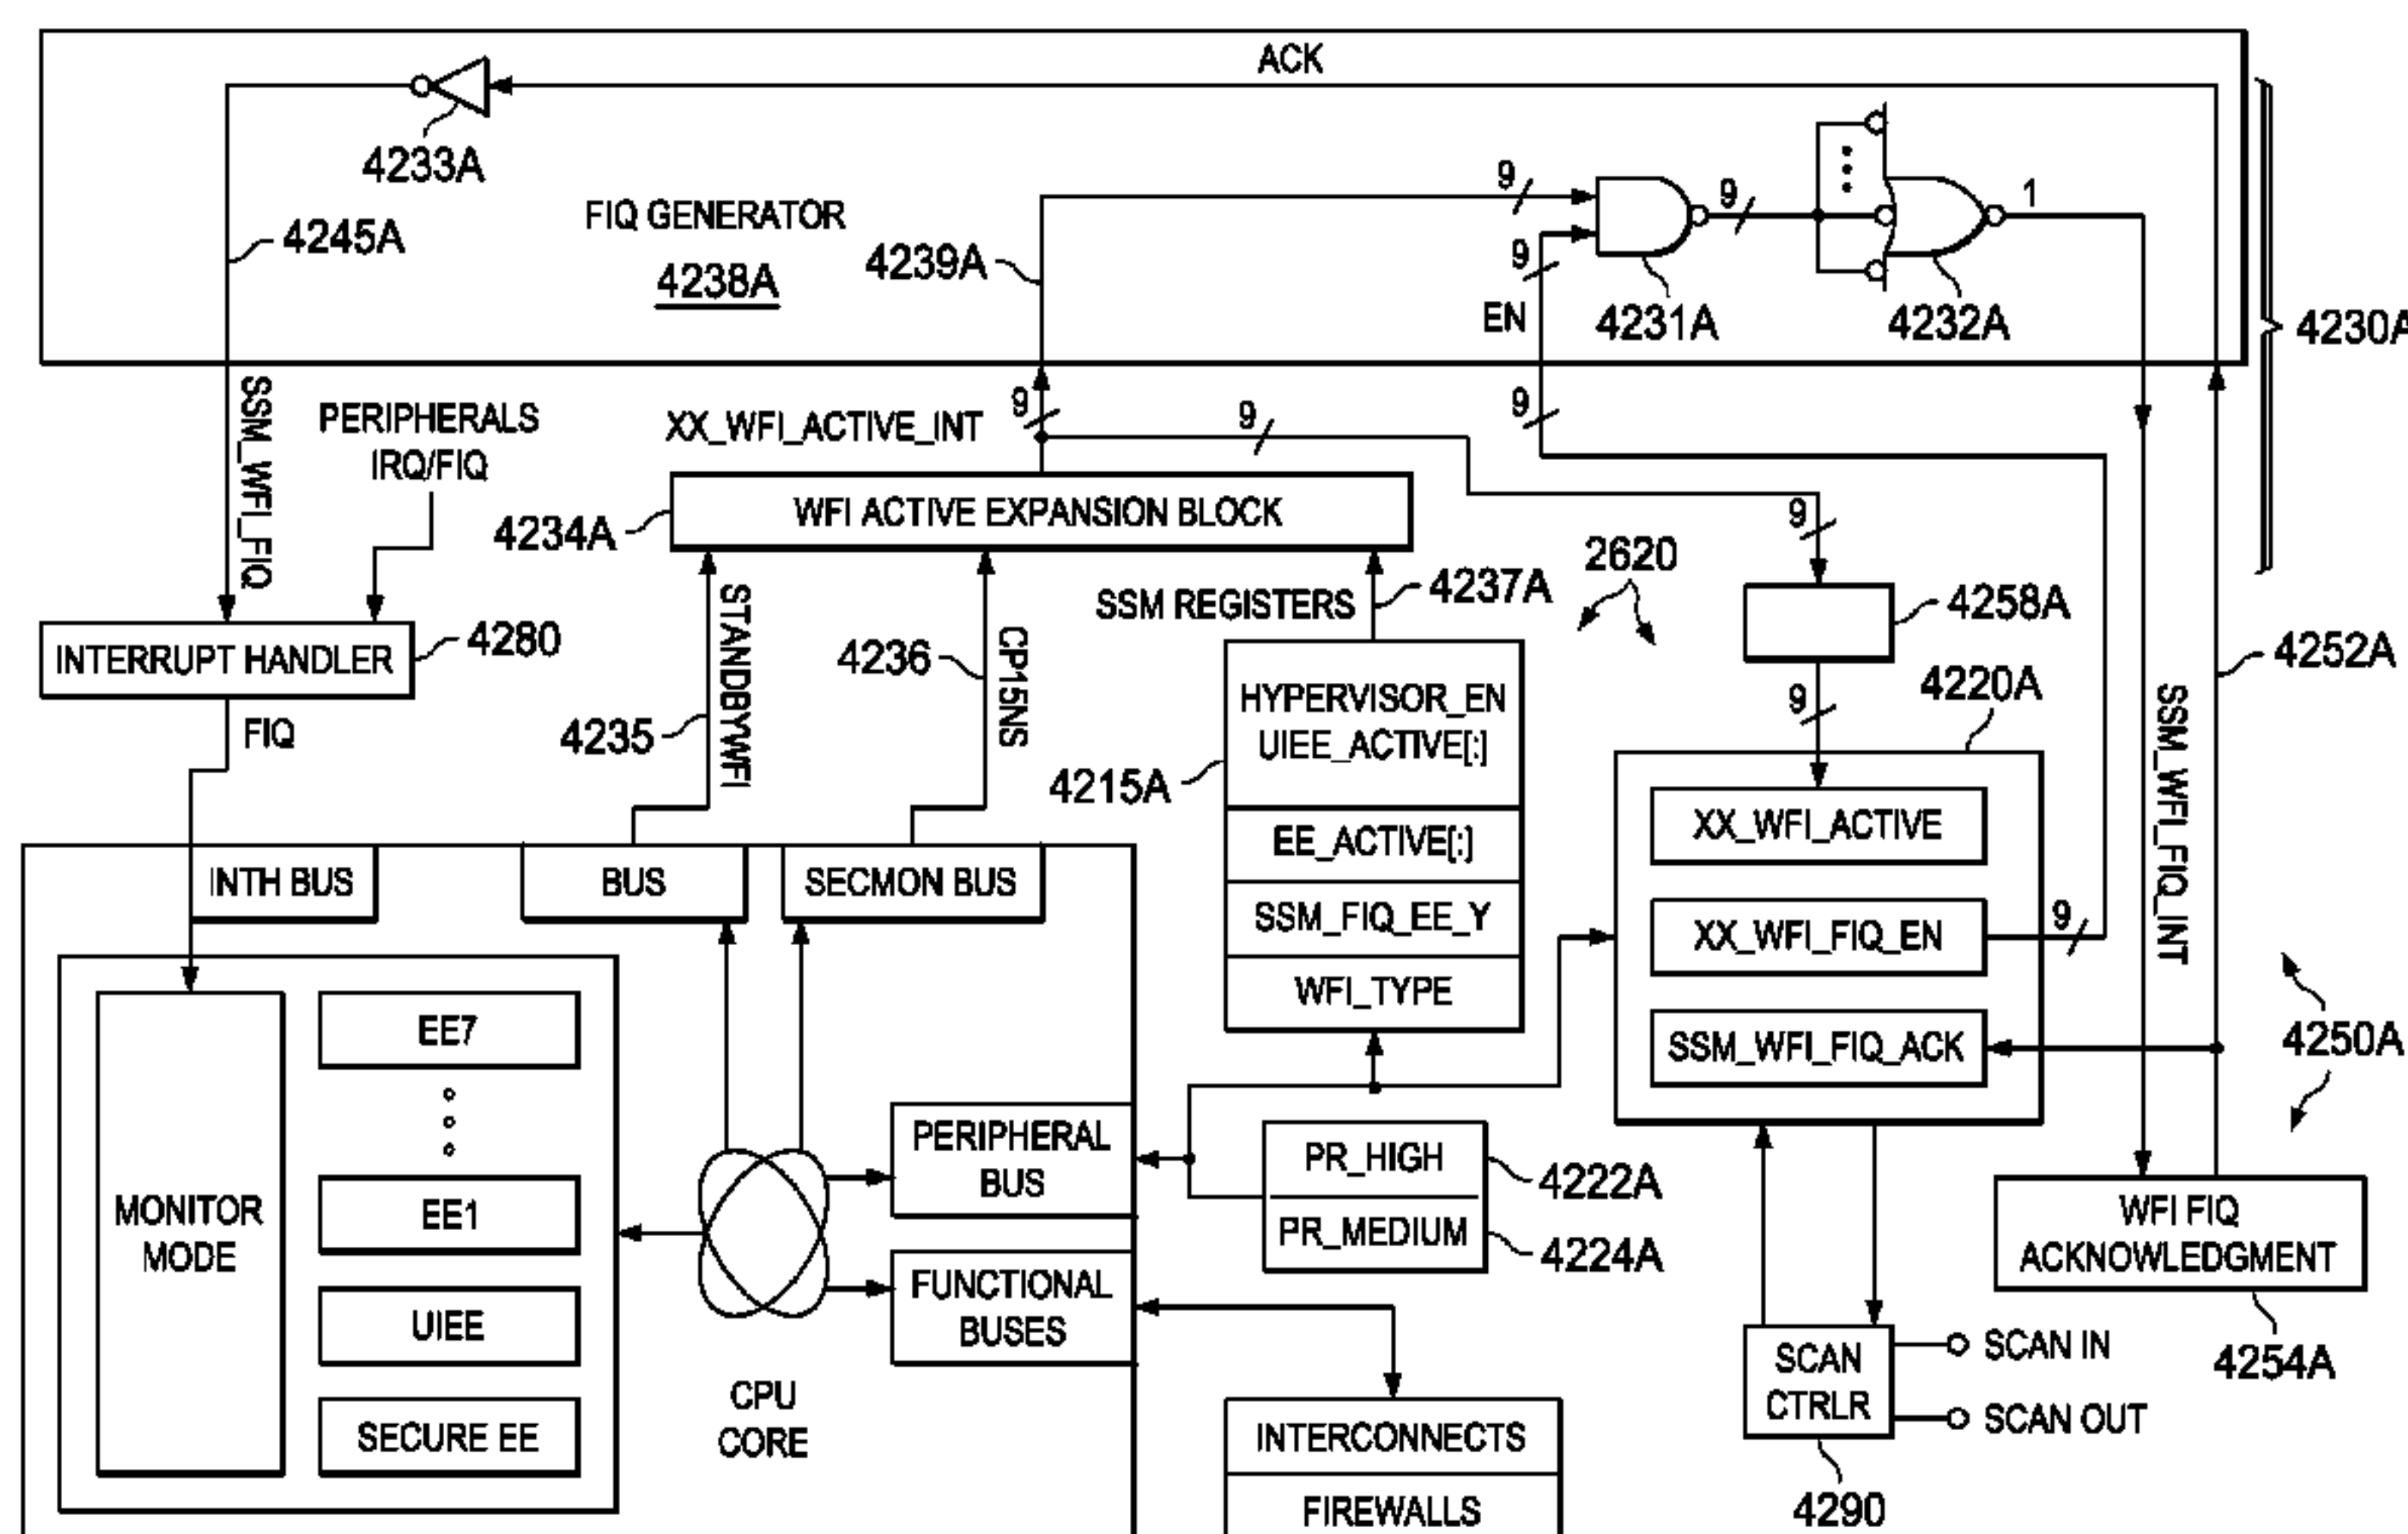 ACK
4233A
4245A
FIQ GENERATOR
4238A
4239A
9
9
EN
9
1
4231A
4232A
4230A
SSM_WFI_FIQ
PERIPHERALS
IRQ/FIQ
XX_WFI_ACTIVE_INT
9
9
9
4234A
WFI ACTIVE EXPANSION BLOCK
9
2620
4258A
SSM REGISTERS
4237A
INTERRUPT HANDLER
4280
FIQ
4235
STANDBYWFI
4236
CP15NS
9
4220A
4252A
SSM_WFI_FIQ_INT
4215A
HYPERVISOR_EN
UIEE_ACTIVE[:]
EE_ACTIVE[:]
SSM_FIQ_EE_Y
WFI_TYPE
XX_WFI_ACTIVE
XX_WFI_FIQ_EN
9
SSM_WFI_FIQ_ACK
4250A
INTH BUS
BUS
SECMON BUS
MONITOR
MODE
EE7
EE1
UIEE
SECURE EE
CPU
CORE
PERIPHERAL
BUS
FUNCTIONAL
BUSES
PR_HIGH
4222A
PR_MEDIUM
4224A
WFI FIQ
ACKNOWLEDGMENT
4254A
SCAN
CTRLR
SCAN IN
SCAN OUT
4290
INTERCONNECTS
FIREWALLS